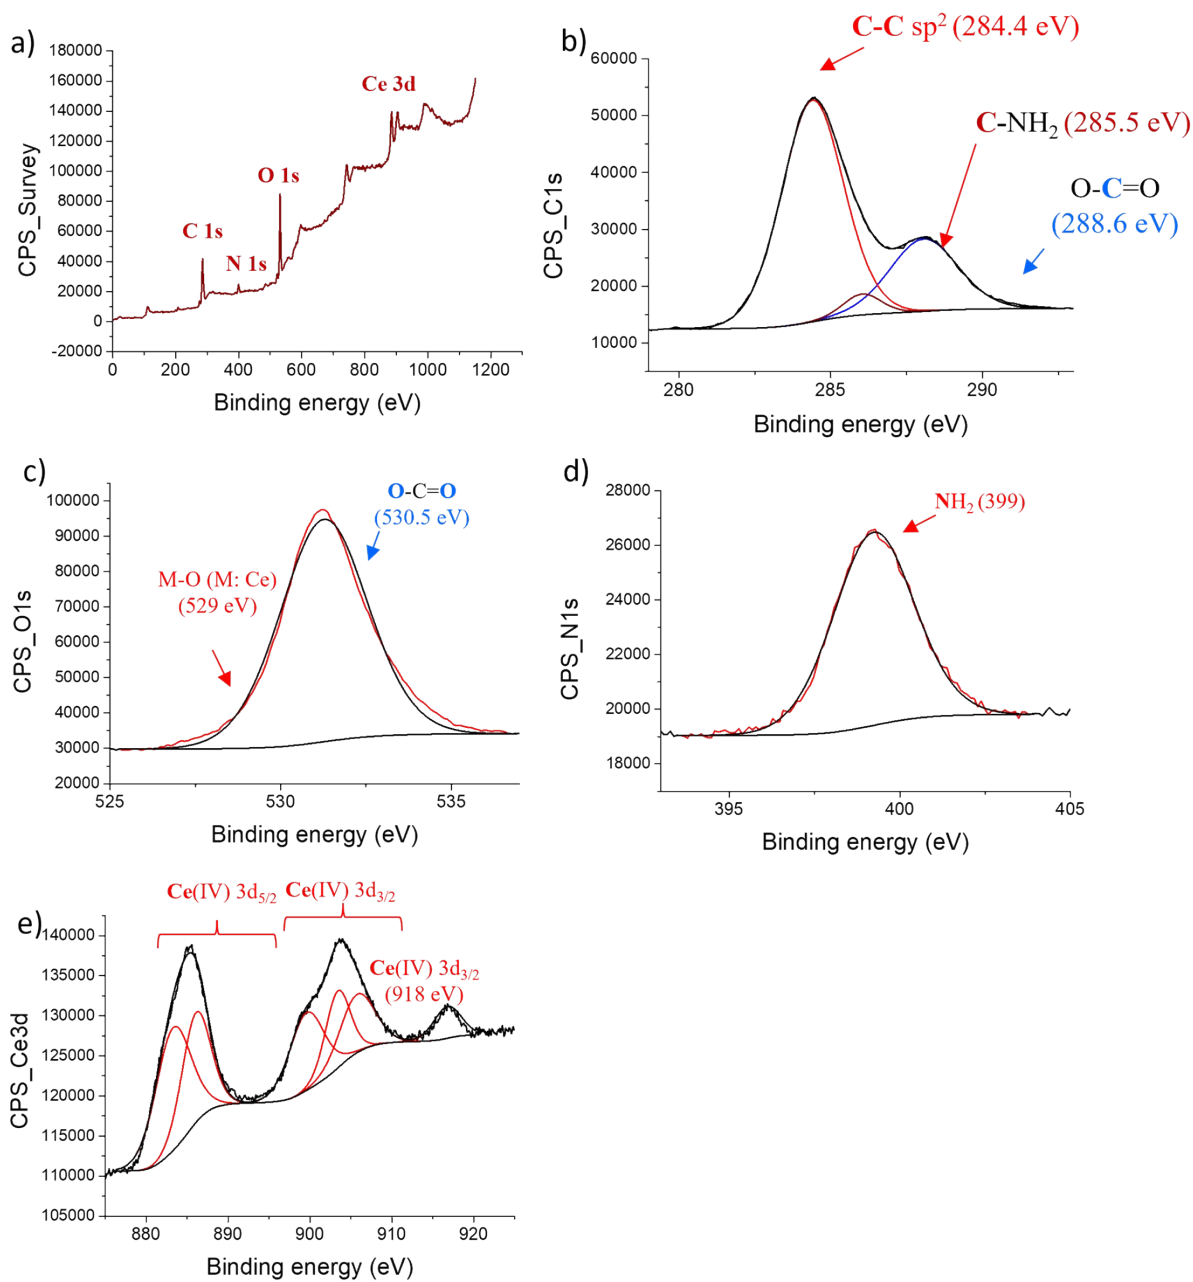 a)
CPS_Survey
180000
160000
140000
120000
100000
80000
60000
40000
20000
0
-20000
Ce 3d
O 1s
C 1s
N 1s
0 200 400 600 800 1000 1200
Binding energy (eV)
b)
C-C sp² (284.4 eV)
C-NH₂ (285.5 eV)
O-C=O
(288.6 eV)
CPS_C1s
60000
50000
40000
30000
20000
10000
280 285 290
Binding energy (eV)
c)
CPS_O1s
100000
90000
80000
70000
60000
50000
40000
30000
20000
O-C=O
(530.5 eV)
M-O (M: Ce)
(529 eV)
525 530 535
Binding energy (eV)
d)
CPS_N1s
28000
26000
24000
22000
20000
18000
NH₂ (399)
395 400 405
Binding energy (eV)
e)
CPS_Ce3d
140000
135000
130000
125000
120000
115000
110000
105000
Ce(IV) 3d₅/₂
Ce(IV) 3d₃/₂
Ce(IV) 3d₃/₂
(918 eV)
880 890 900 910 920
Binding energy (eV)